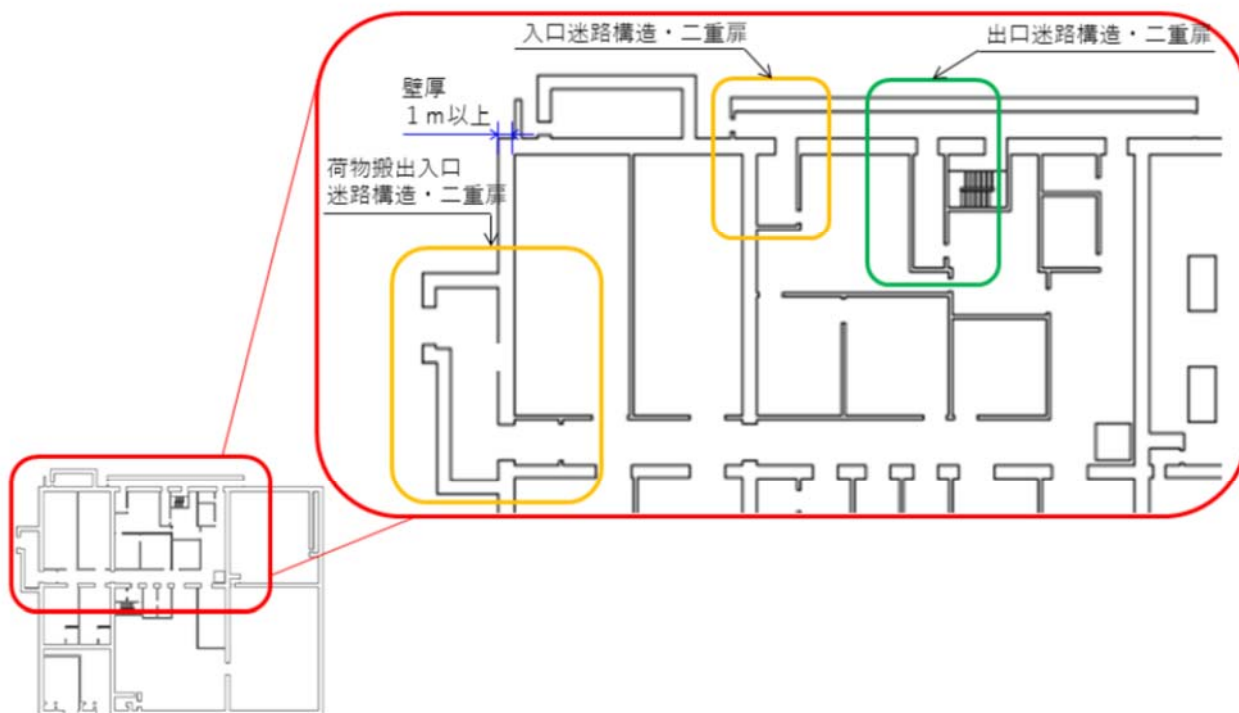 入口迷路構造・二重扉
出口迷路構造・二重扉
壁厚
１ｍ以上
荷物搬出入口
迷路構造・二重扉